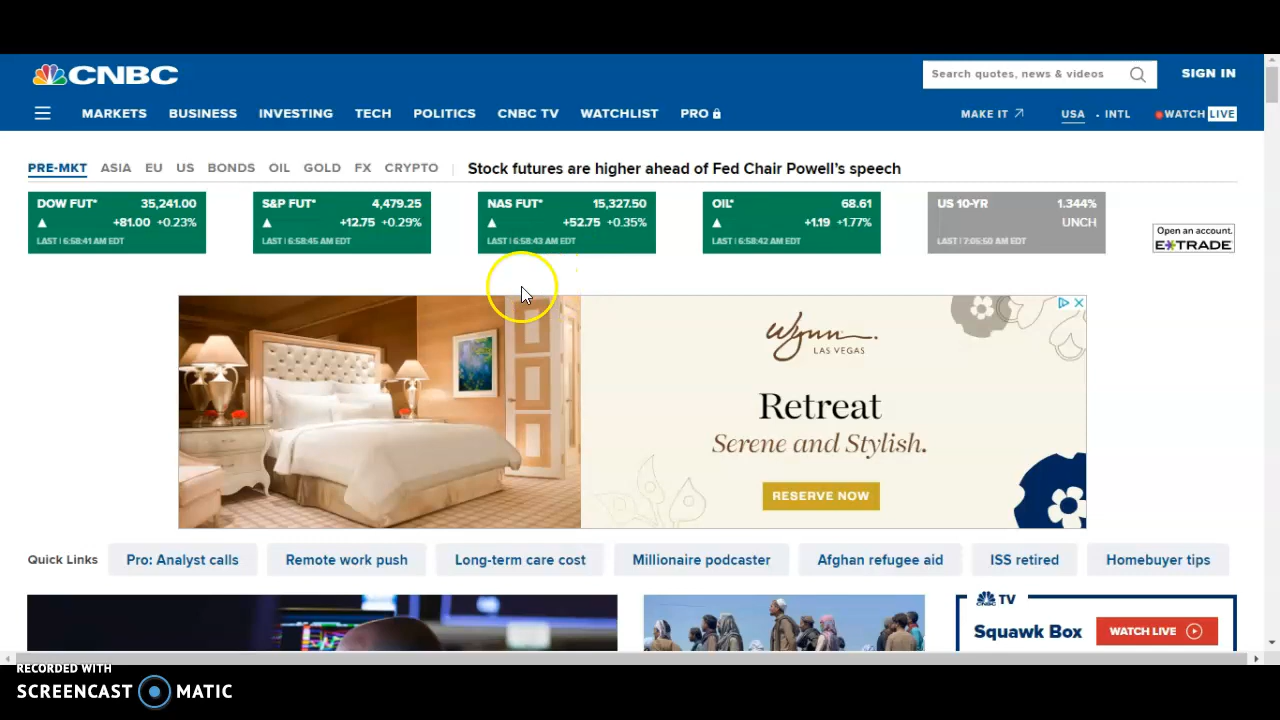 CNBC
Search quotes, news & videos
SIGN IN
MARKETS BUSINESS INVESTING TECH POLITICS CNBC TV WATCHLIST PRO
MAKE IT USA · INTL WATCH LIVE
PRE-MKT ASIA EU US BONDS OIL GOLD FX CRYPTO
Stock futures are higher ahead of Fed Chair Powell's speech
DOW FUT* 35,241.00
+81.00 +0.23%
LAST | 6:58:41 AM EDT
S&P FUT* 4,479.25
+12.75 +0.29%
LAST | 6:58:45 AM EDT
NAS FUT* 15,327.50
+52.75 +0.35%
LAST | 6:58:43 AM EDT
OIL* 68.61
+1.19 +1.77%
LAST | 6:58:42 AM EDT
US 10-YR 1.344%
UNCH
LAST | 7:05:50 AM EDT
Open an account.
E*TRADE
Wynn
LAS VEGAS
Retreat
Serene and Stylish.
RESERVE NOW
Quick Links Pro: Analyst calls Remote work push Long-term care cost Millionaire podcaster Afghan refugee aid ISS retired Homebuyer tips
CNBC TV
Squawk Box
WATCH LIVE
RECORDED WITH
SCREENCAST MATIC